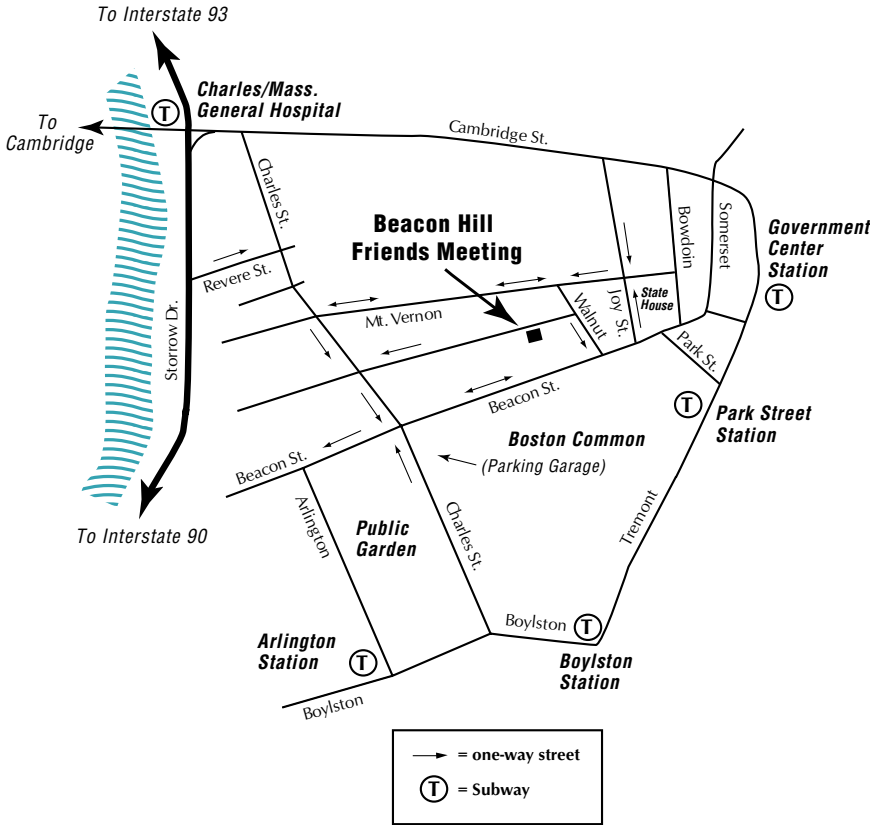 To Interstate 93
Charles/Mass.
General Hospital
T
To
Cambridge
Cambridge St.
Charles St.
Beacon Hill
Friends Meeting
Bowdoin
Somerset
Government
Center
Station
T
Revere St.
Mt. Vernon
Walnut
Joy St.
State
House
Storrow Dr.
Park St.
Beacon St.
T
Park Street
Station
Boston Common
(Parking Garage)
Beacon St.
To Interstate 90
Arlington
Public
Garden
Charles St.
Tremont
Boylston
T
Arlington
Station
T
Boylston
Station
Boylston
= one-way street
T = Subway